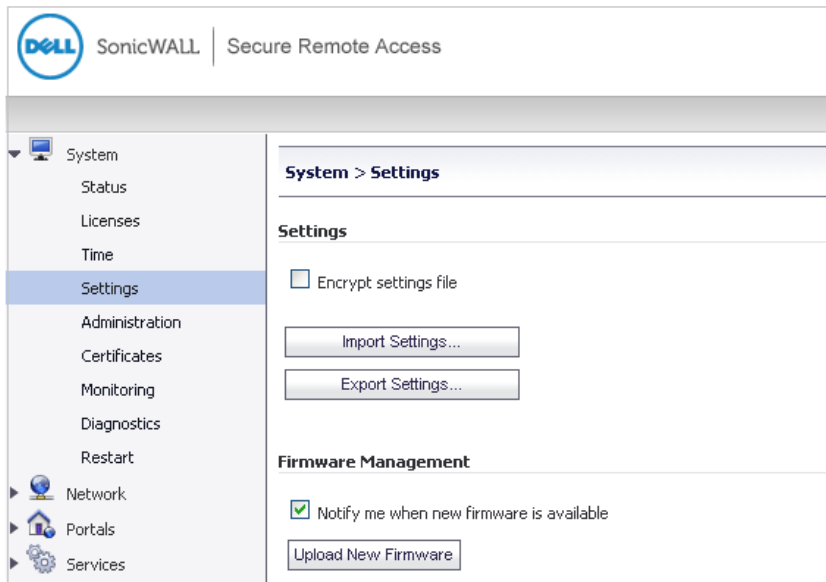 DELL SonicWALL | Secure Remote Access
System
Status
Licenses
Time
Settings
Administration
Certificates
Monitoring
Diagnostics
Restart
Network
Portals
Services
System > Settings
Settings
Encrypt settings file
Import Settings...
Export Settings...
Firmware Management
Notify me when new firmware is available
Upload New Firmware